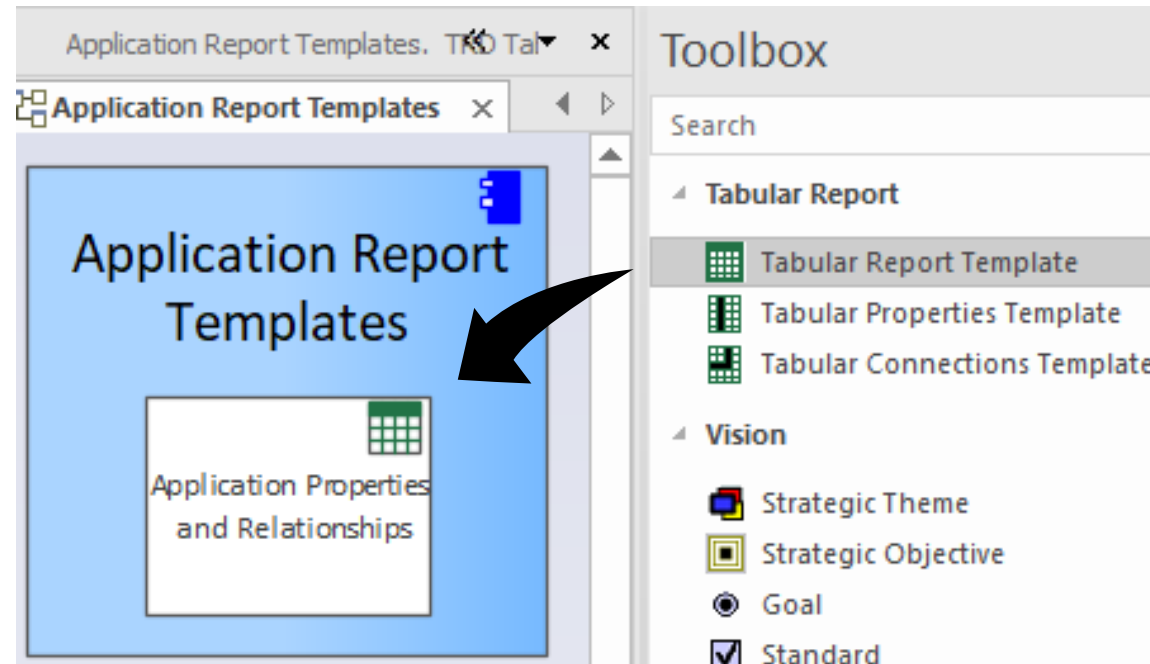 Application Report Templates.
Application Report Templates
Application Report
Templates
Application Properties
and Relationships
Toolbox
Search
Tabular Report
Tabular Report Template
Tabular Properties Template
Tabular Connections Template
Vision
Strategic Theme
Strategic Objective
Goal
Standard